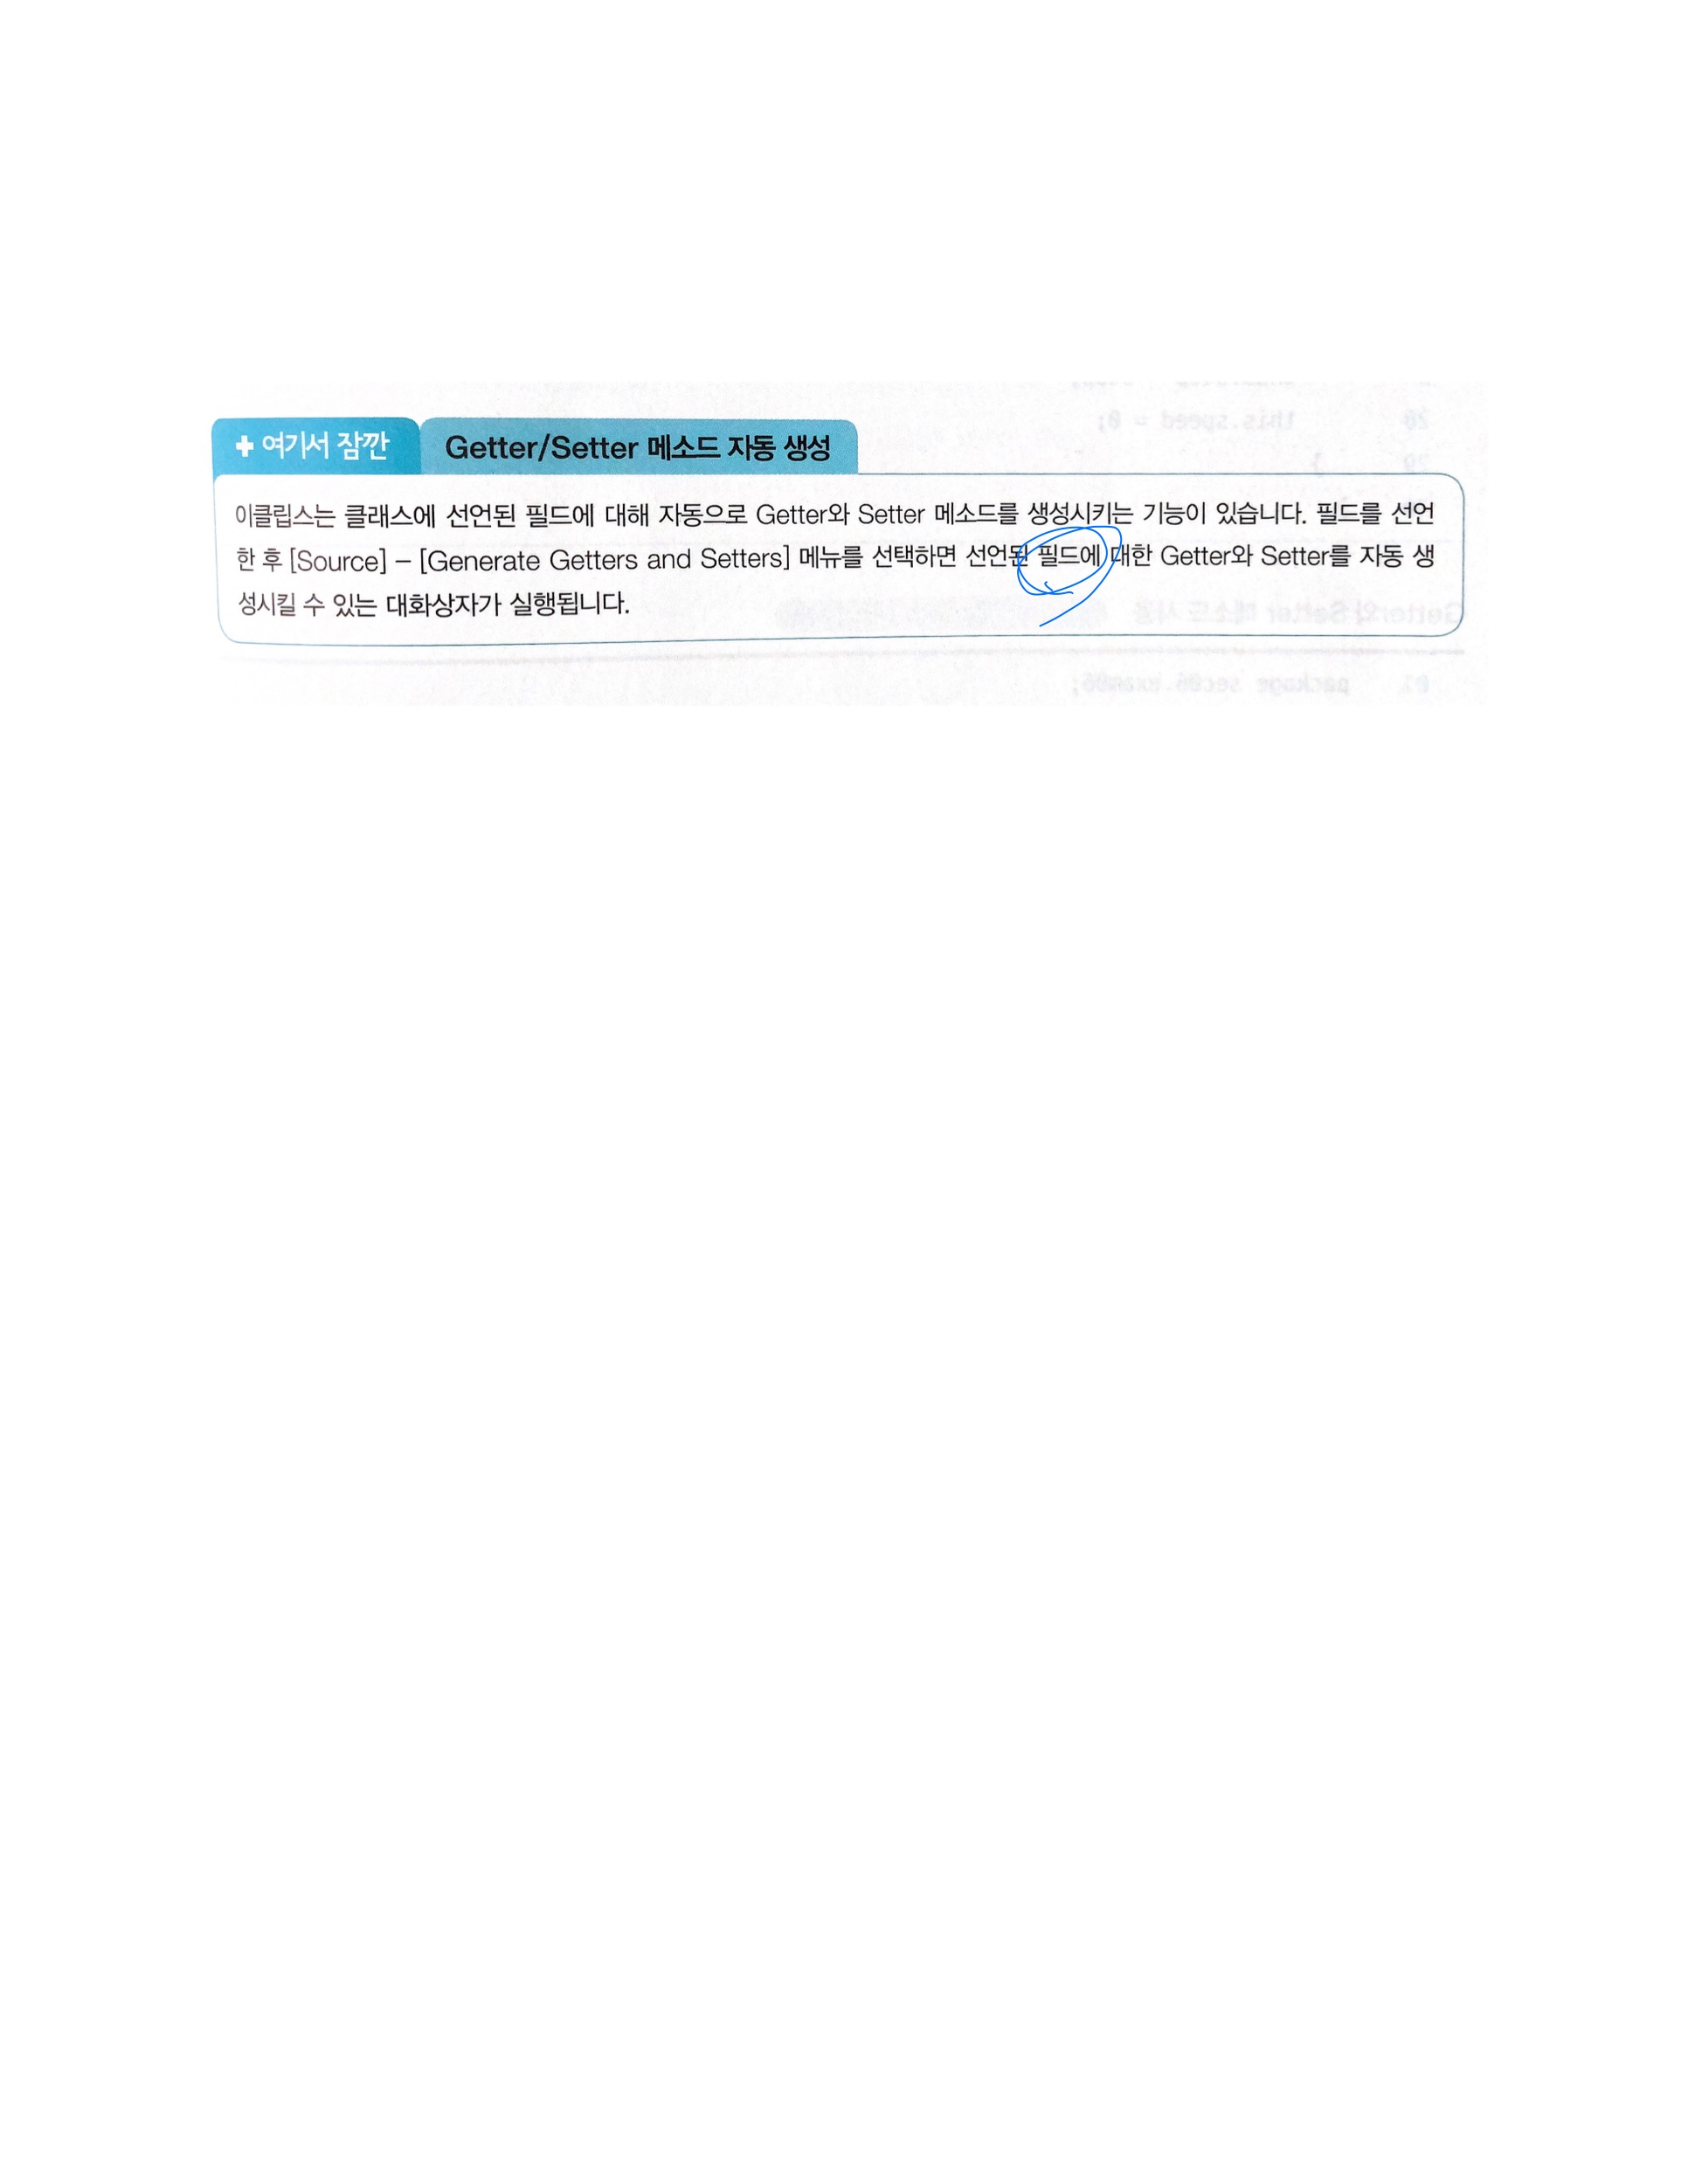 + 여기서 잠깐 Getter/Setter 메소드 자동 생성
이클립스는 클래스에 선언된 필드에 대해 자동으로 Getter와 Setter 메소드를 생성시키는 기능이 있습니다. 필드를 선언
한 후 [Source] – [Generate Getters and Setters] 메뉴를 선택하면 선언된 필드에 대한 Getter와 Setter를 자동 생
성시킬 수 있는 대화상자가 실행됩니다.